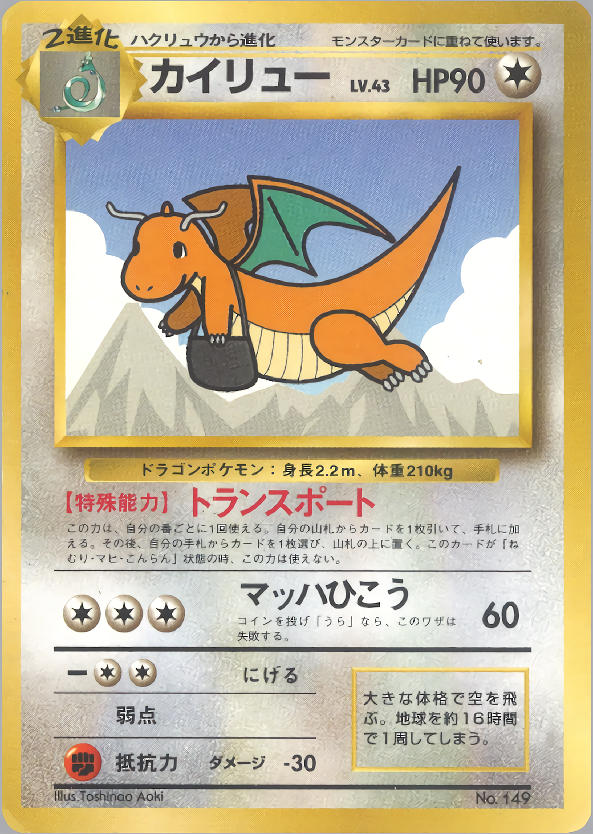 2進化 ハクリュウから進化 モンスターカードに重ねて使います。
カイリュー LV.43 HP90
ドラゴンポケモン：身長2.2m、体重210kg
【特殊能力】トランスポート
この力は、自分の番ごとに1回使える。自分の山札からカードを1枚引いて、手札に加
える。その後、自分の手札からカードを1枚選び、山札の上に置く。このカードが「ね
むり・マヒ・こんらん」状態の時、この力は使えない。
マッハひこう 60
コインを投げ「うら」なら、このワザは
失敗する。
ー にげる
弱点
抵抗力 ダメージ -30
大きな体格で空を飛
ぶ。地球を約16時間
で1周してしまう。
Illus.Toshinao Aoki No. 149